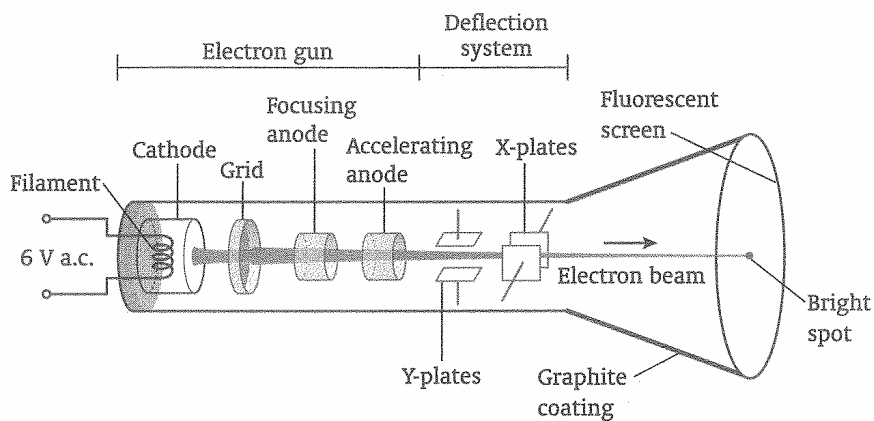 Deflection
system
Electron gun
Focusing
anode
Fluorescent
screen
Cathode
Grid
Accelerating
anode
X-plates
Filament
6 V a.c.
Electron beam
Bright
spot
Y-plates
Graphite
coating